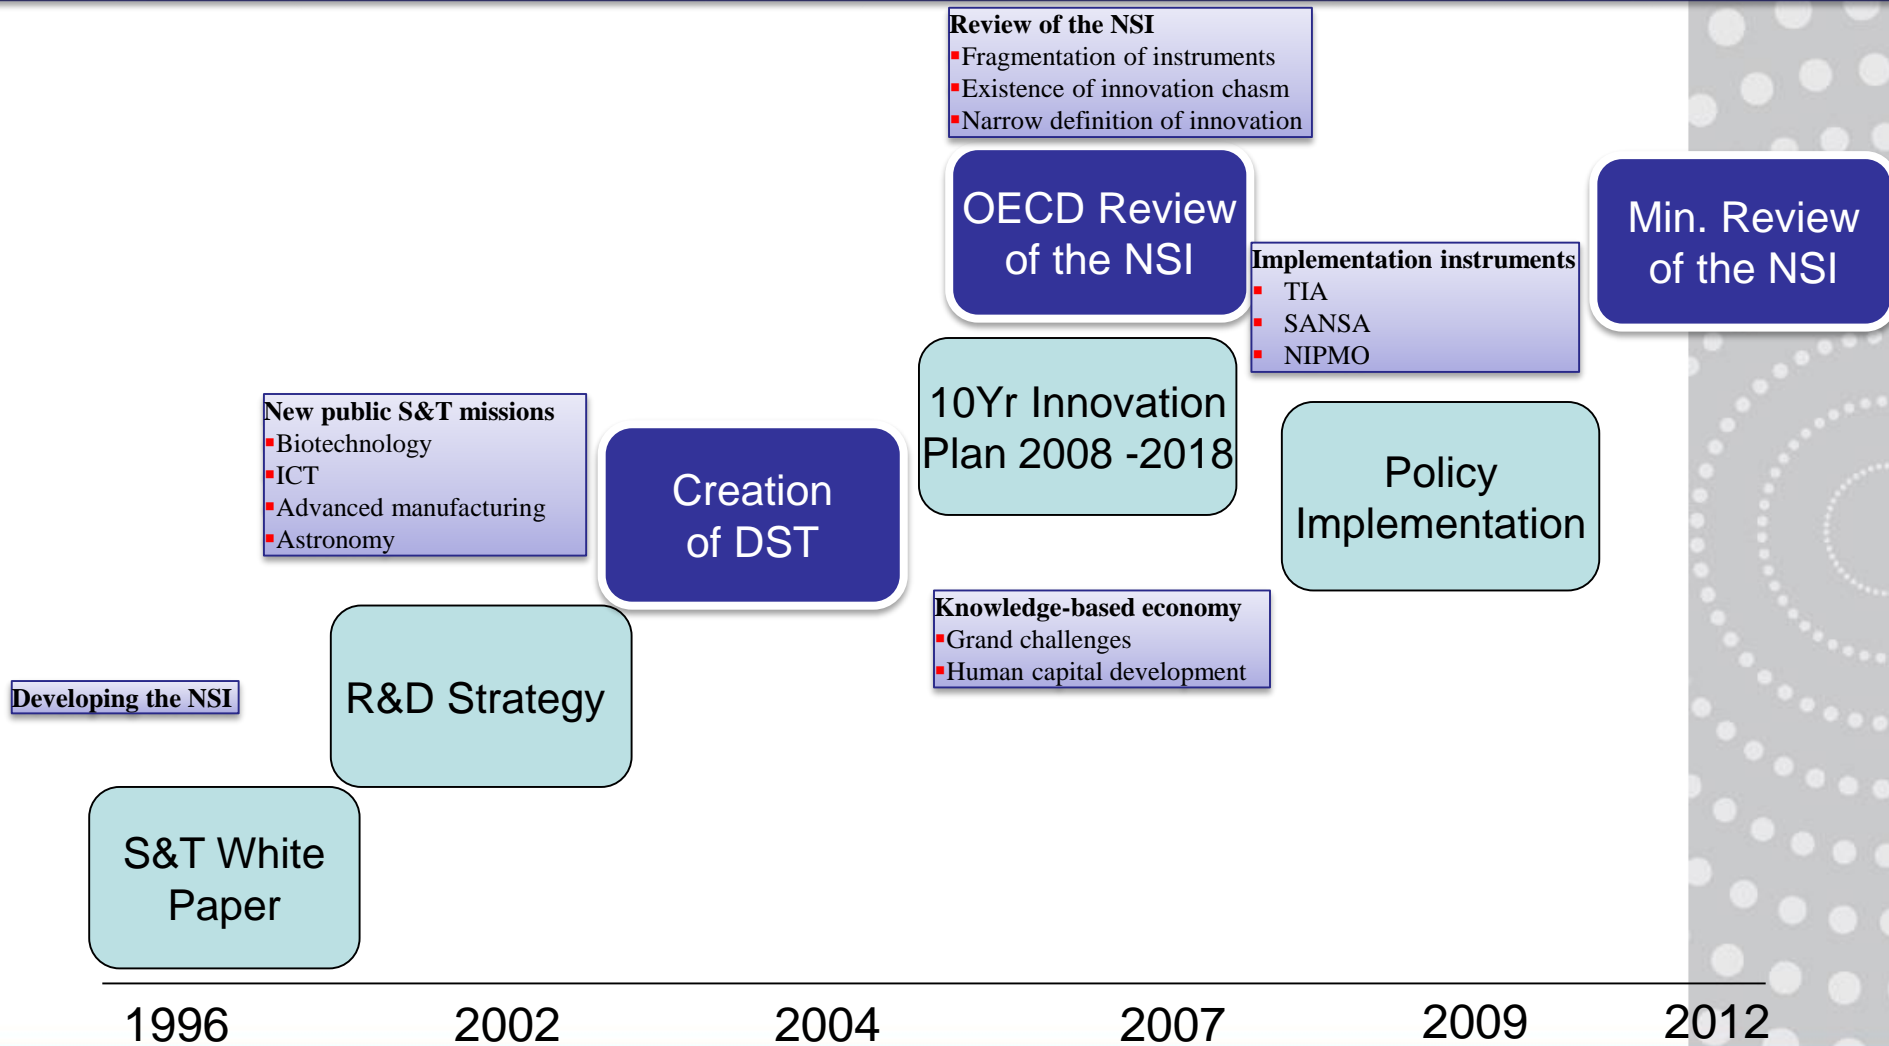 Review of the NSI
▪Fragmentation of instruments
▪Existence of innovation chasm
▪Narrow definition of innovation
OECD Review
of the NSI
Min. Review
of the NSI
Implementation instruments
▪ TIA
▪ SANSA
▪ NIPMO
10Yr Innovation
Plan 2008 -2018
New public S&T missions
▪Biotechnology
▪ICT
▪Advanced manufacturing
▪Astronomy
Creation
of DST
Policy
Implementation
Knowledge-based economy
▪Grand challenges
▪Human capital development
Developing the NSI
R&D Strategy
S&T White
Paper
1996
2002
2004
2007
2009
2012